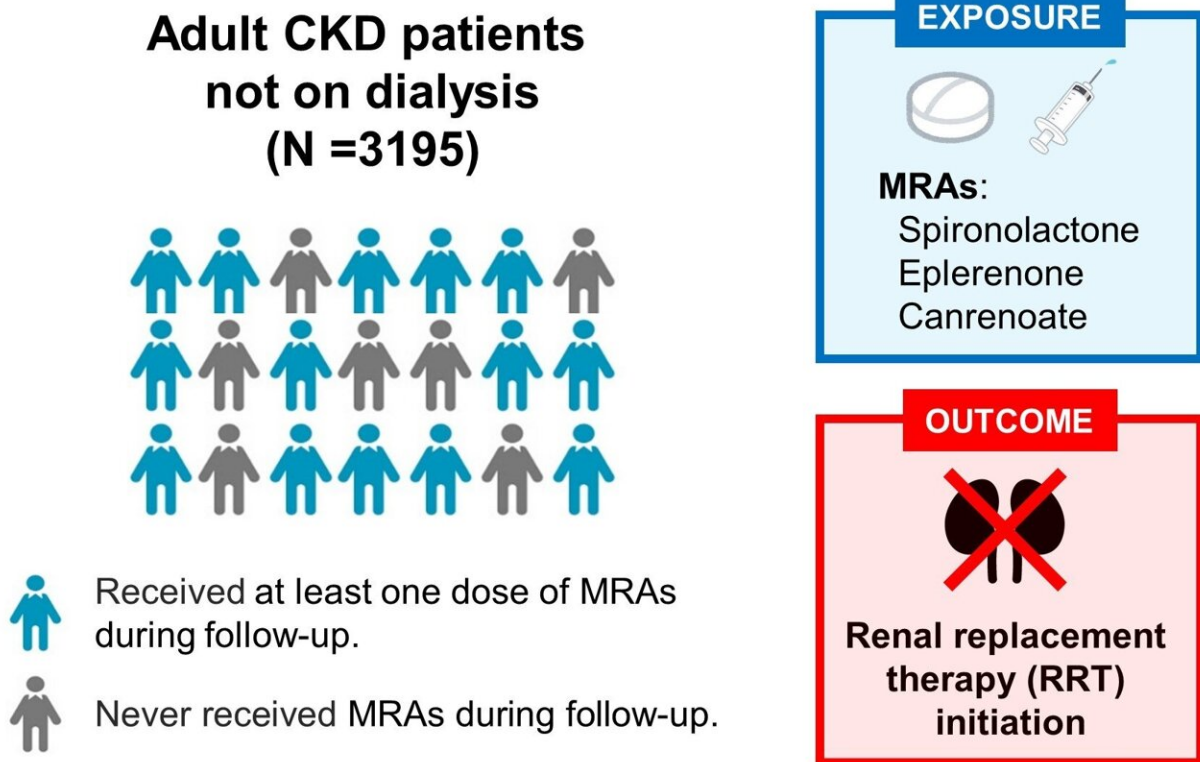 Adult CKD patients
not on dialysis
(N =3195)
Received at least one dose of MRAs
during follow-up.
Never received MRAs during follow-up.
EXPOSURE
MRAs:
Spironolactone
Eplerenone
Canrenoate
OUTCOME
Renal replacement
therapy (RRT)
initiation